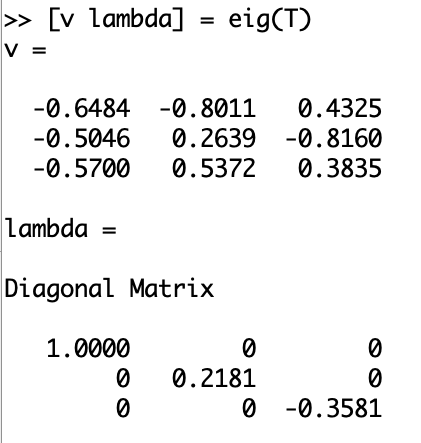 >> [v lambda] = eig(T)
v =
-0.6484 -0.8011 0.4325
-0.5046 0.2639 -0.8160
-0.5700 0.5372 0.3835
lambda =
Diagonal Matrix
1.0000 0 0
0 0.2181 0
0 0 -0.3581